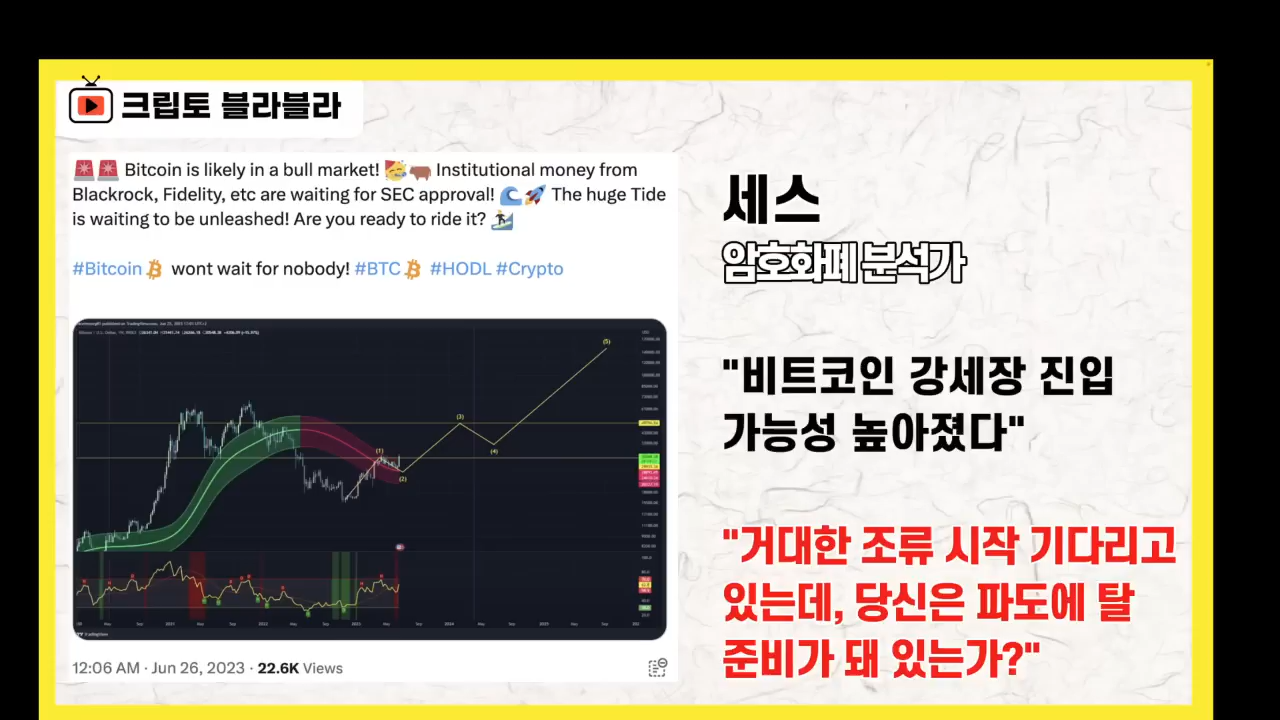 크립토 블라블라
🚨🚨 Bitcoin is likely in a bull market! 🥳🐂 Institutional money from
Blackrock, Fidelity, etc are waiting for SEC approval! 🌊🚀 The huge Tide
is waiting to be unleashed! Are you ready to ride it? 🏄
#Bitcoin wont wait for nobody! #BTC #HODL #Crypto
(1)
(2)
(3)
(4)
(5)
12:06 AM · Jun 26, 2023 · 22.6K Views
세스
암호화폐 분석가
"비트코인 강세장 진입
가능성 높아졌다"
"거대한 조류 시작 기다리고
있는데, 당신은 파도에 탈
준비가 돼 있는가?"